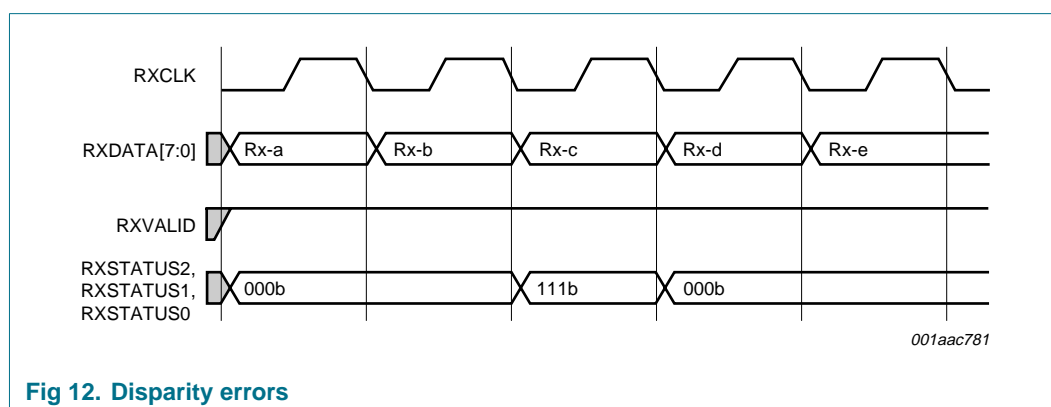 RXCLK
RXDATA[7:0]
Rx-a
Rx-b
Rx-c
Rx-d
Rx-e
RXVALID
RXSTATUS2,
RXSTATUS1,
RXSTATUS0
000b
111b
000b
001aac781
Fig 12. Disparity errors